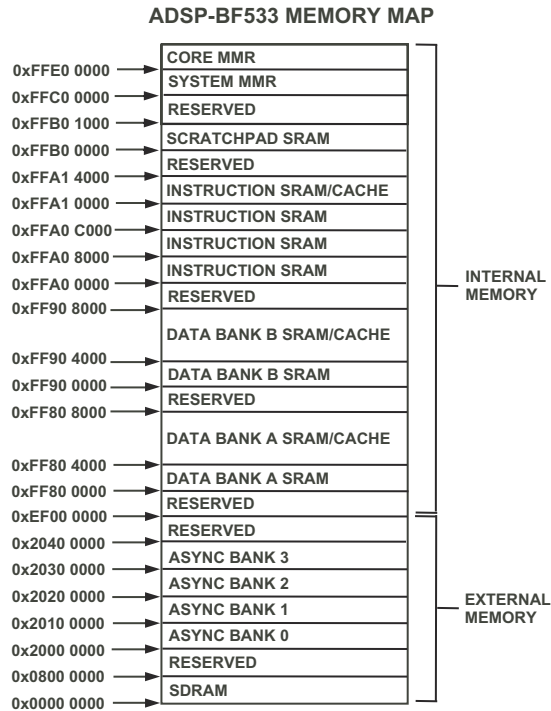 ADSP-BF533 MEMORY MAP
CORE MMR
0xFFE0 0000
SYSTEM MMR
0xFFC0 0000
RESERVED
0xFFB0 1000
SCRATCHPAD SRAM
0xFFB0 0000
RESERVED
0xFFA1 4000
INSTRUCTION SRAM/CACHE
0xFFA1 0000
INSTRUCTION SRAM
0xFFA0 C000
INSTRUCTION SRAM
0xFFA0 8000
INSTRUCTION SRAM
0xFFA0 0000
RESERVED
0xFF90 8000
DATA BANK B SRAM/CACHE
0xFF90 4000
DATA BANK B SRAM
0xFF90 0000
RESERVED
0xFF80 8000
DATA BANK A SRAM/CACHE
0xFF80 4000
DATA BANK A SRAM
0xFF80 0000
RESERVED
0xEF00 0000
RESERVED
0x2040 0000
ASYNC BANK 3
0x2030 0000
ASYNC BANK 2
0x2020 0000
ASYNC BANK 1
0x2010 0000
ASYNC BANK 0
0x2000 0000
RESERVED
0x0800 0000
SDRAM
0x0000 0000
INTERNAL
MEMORY
EXTERNAL
MEMORY